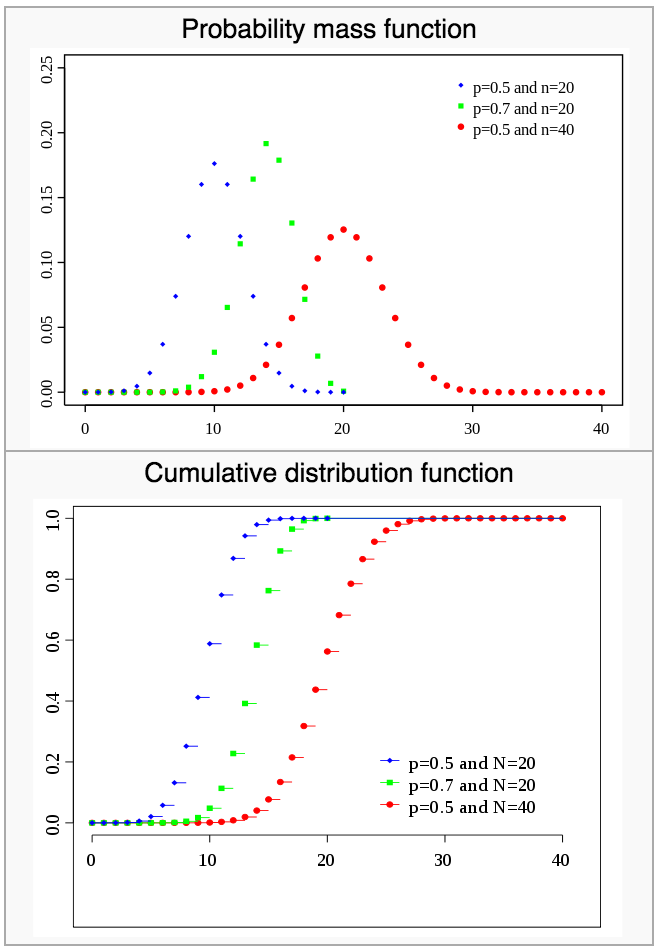 Probability mass function
0.25
p=0.5 and n=20
p=0.7 and n=20
p=0.5 and n=40
0.20
0.15
0.10
0.05
0.00
0 10 20 30 40
Cumulative distribution function
1.0
0.8
0.6
0.4
0.2
p=0.5 and N=20
p=0.7 and N=20
p=0.5 and N=40
0.0
0 10 20 30 40